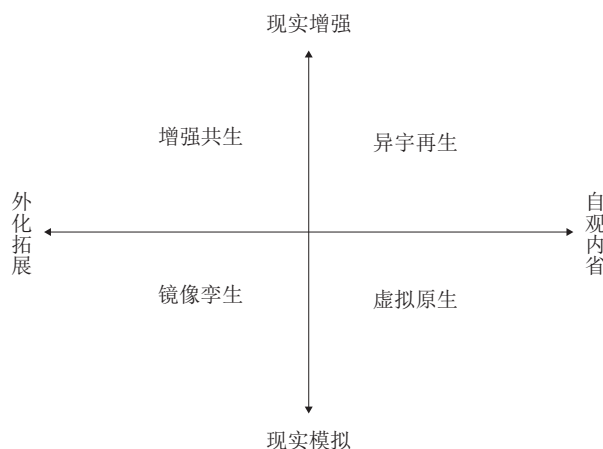 现实增强
增强共生
异宇再生
外化拓展
自观内省
镜像孪生
虚拟原生
现实模拟